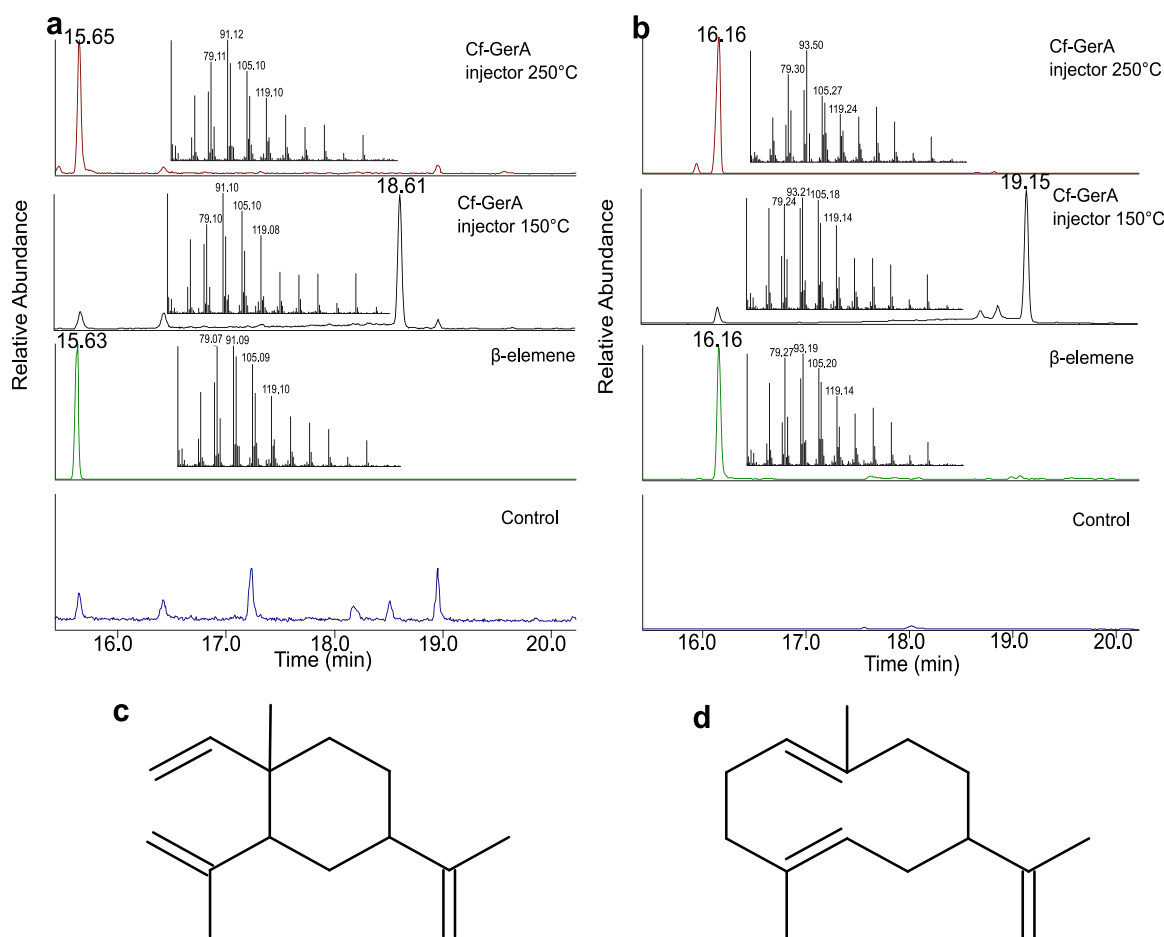 a
15.65
91.12
79.11
105.10
119.10
Cf-GerA
injector 250°C
18.61
91.10
79.10
105.10
119.08
Cf-GerA
injector 150°C
15.63
79.07
91.09
105.09
119.10
β-elemene
Control
Relative Abundance
16.0 17.0 18.0 19.0 20.0
Time (min)
b
16.16
93.50
79.30
105.27
119.24
Cf-GerA
injector 250°C
19.15
93.21
105.18
79.24
119.14
Cf-GerA
injector 150°C
16.16
93.19
79.27
105.20
119.14
β-elemene
Control
Relative Abundance
16.0 17.0 18.0 19.0 20.0
Time (min)
c
d